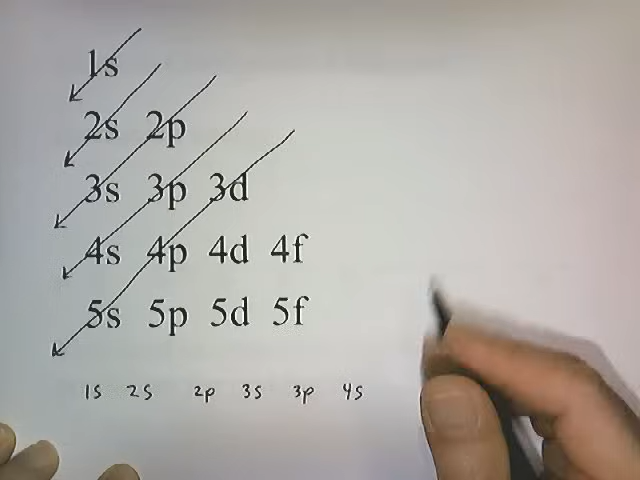 1s
2s 2p
3s 3p 3d
4s 4p 4d 4f
5s 5p 5d 5f
1s 2s 2p 3s 3p 4s